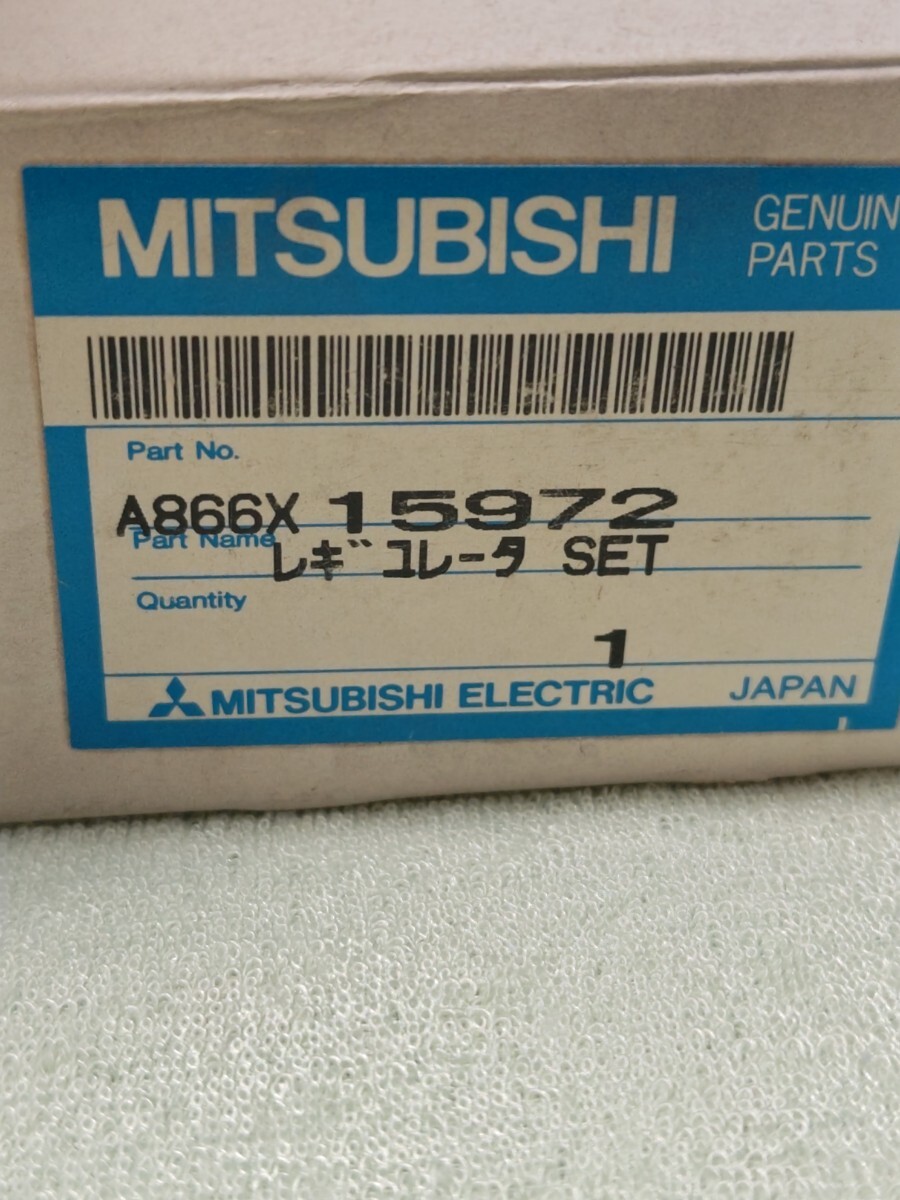 MITSUBISHI
GENUIN
PARTS
Part No.
A866X 15972
Part Name
レギュレータ SET
Quantity
1
MITSUBISHI ELECTRIC
JAPAN